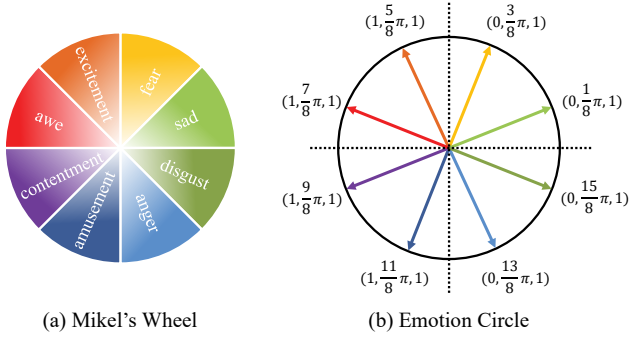 excitement
fear
awe
sad
contentment
disgust
amusement
anger
(a) Mikel's Wheel
(1, 5/8 π, 1)
(0, 3/8 π, 1)
(1, 7/8 π, 1)
(0, 1/8 π, 1)
(1, 9/8 π, 1)
(0, 15/8 π, 1)
(1, 11/8 π, 1)
(0, 13/8 π, 1)
(b) Emotion Circle